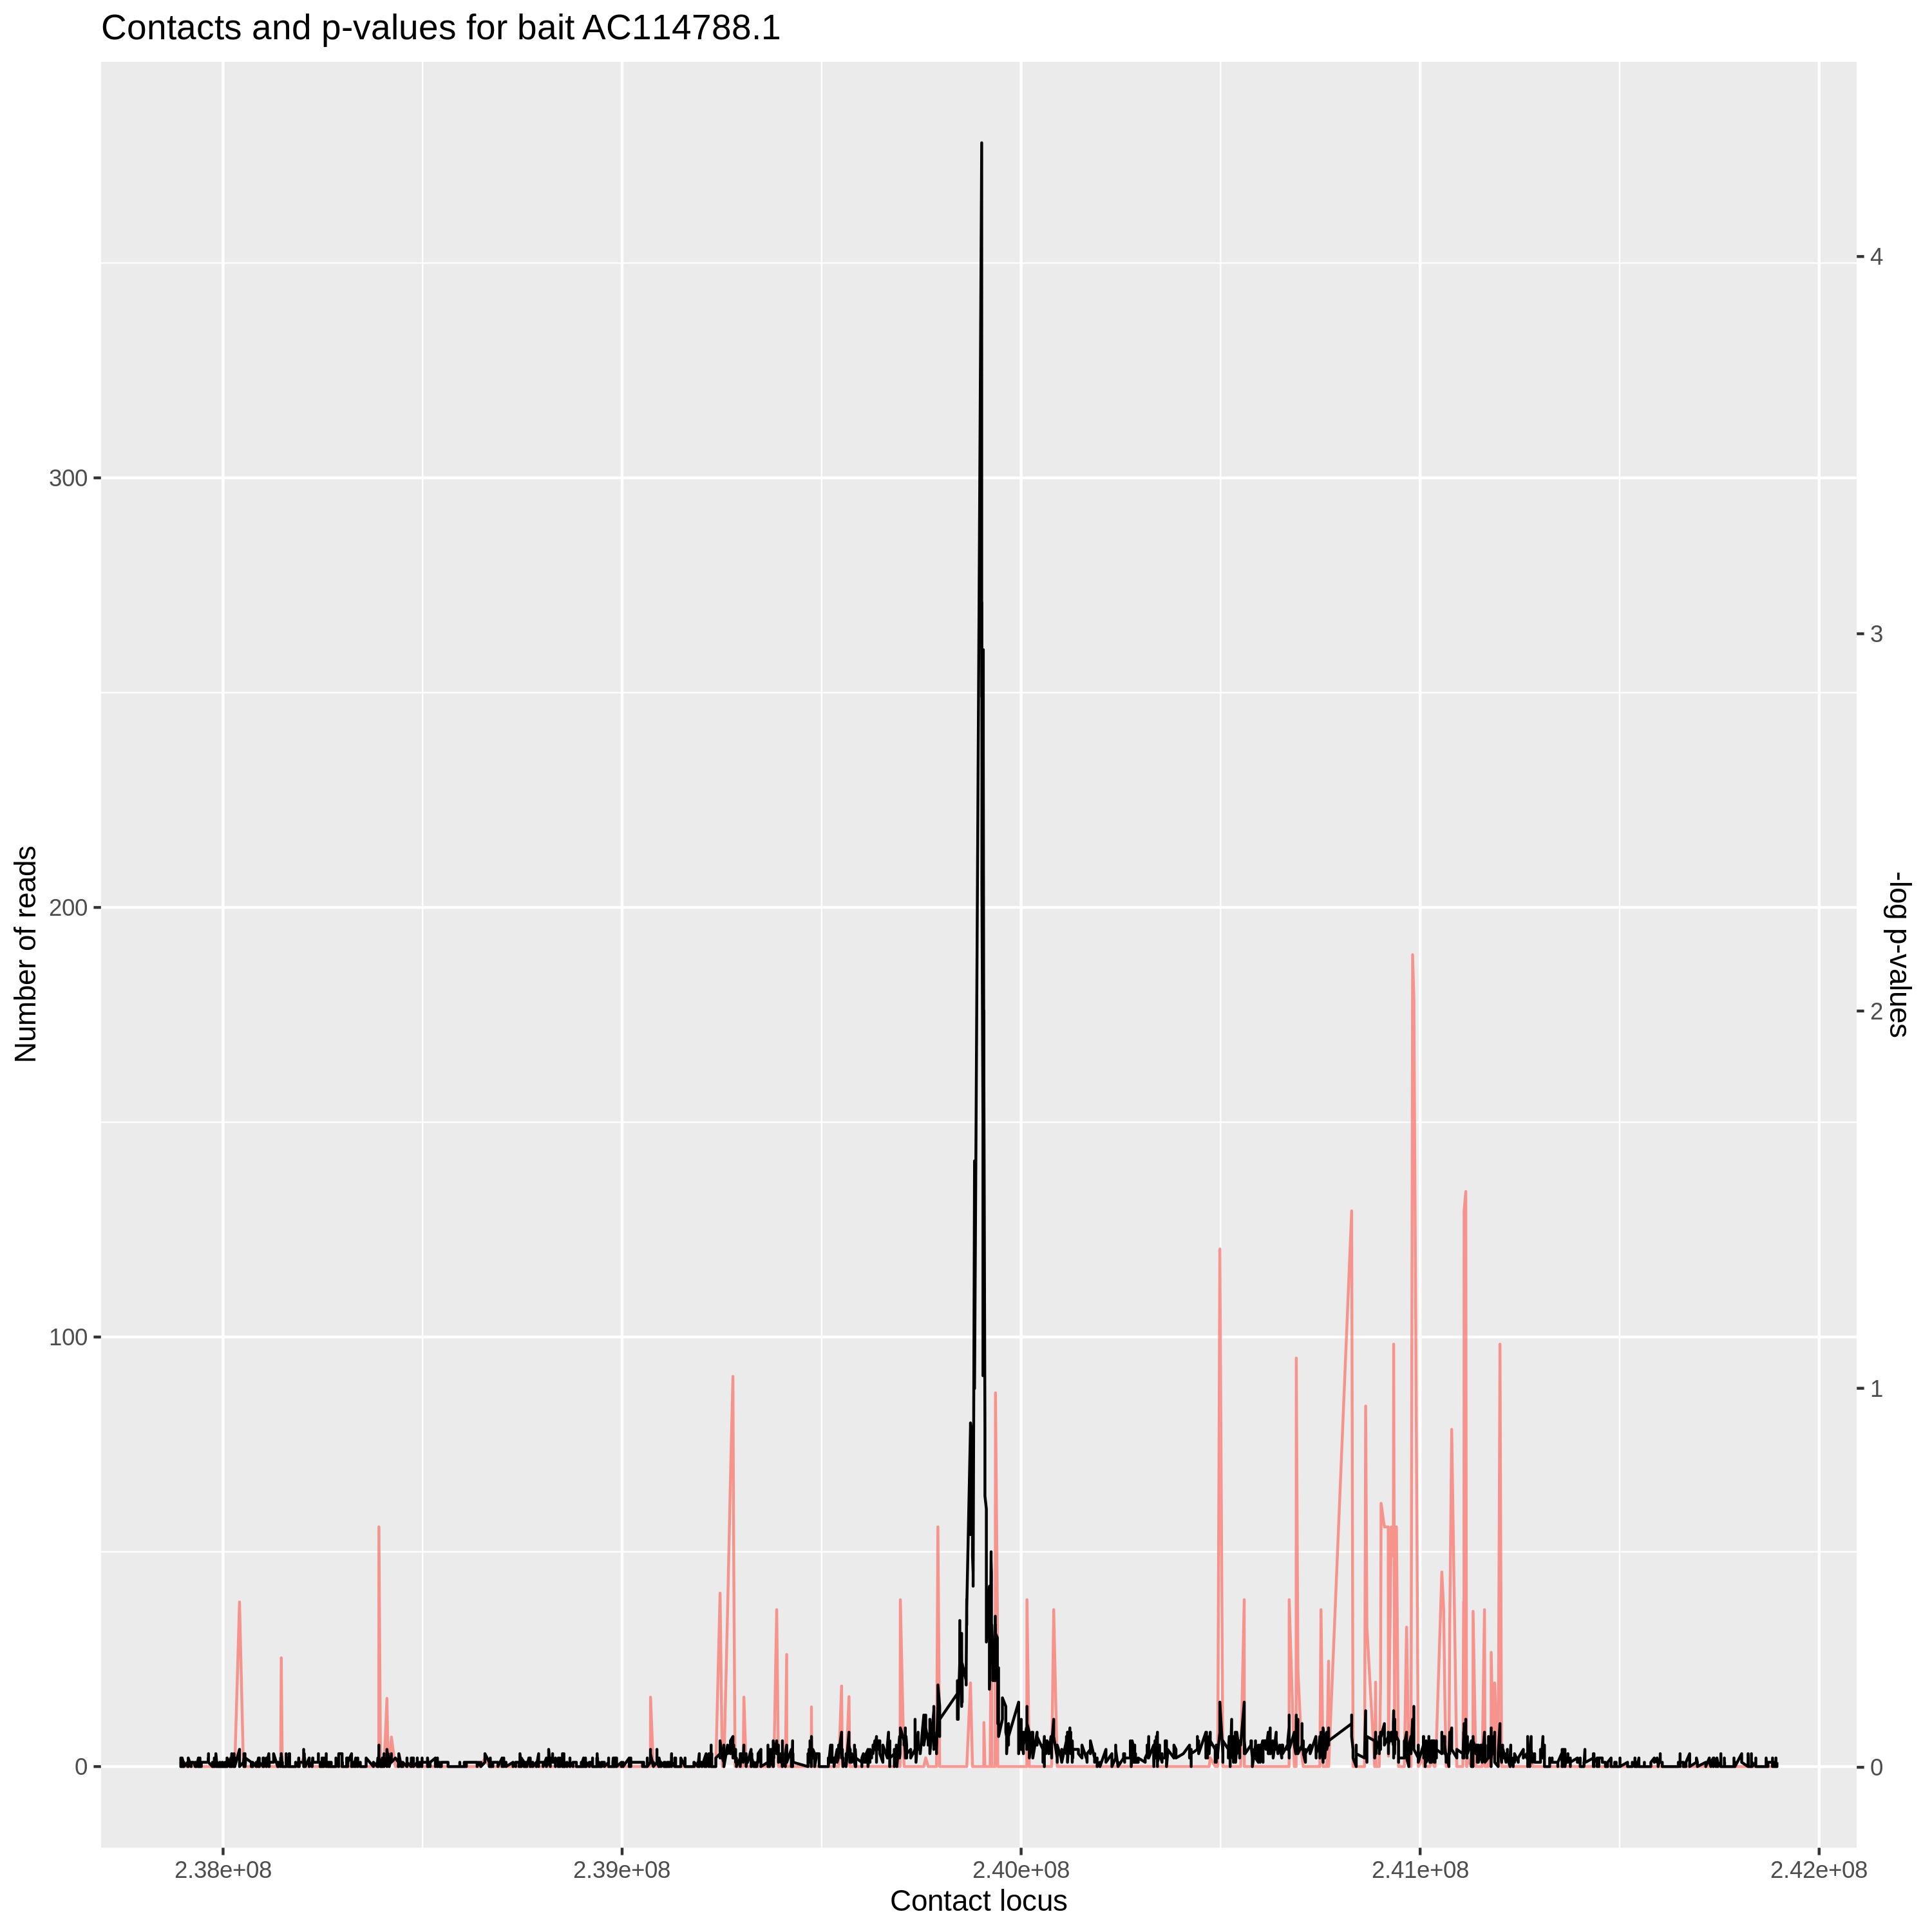 Contacts and p-values for bait AC114788.1
300
200
100
0
Number of reads
4
3
2
1
0
-log p-values
2.38e+08
2.39e+08
2.40e+08
2.41e+08
2.42e+08
Contact locus